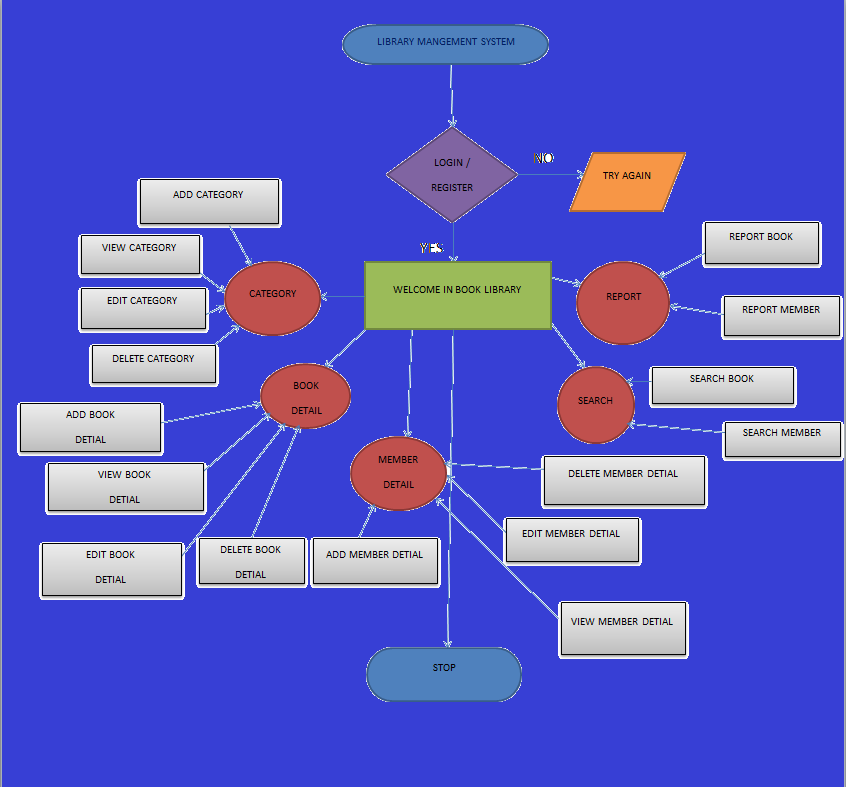 LIBRARY MANGEMENT SYSTEM
LOGIN /
REGISTER
NO
TRY AGAIN
YES
WELCOME IN BOOK LIBRARY
ADD CATEGORY
VIEW CATEGORY
EDIT CATEGORY
DELETE CATEGORY
CATEGORY
REPORT
REPORT BOOK
REPORT MEMBER
SEARCH
SEARCH BOOK
SEARCH MEMBER
BOOK
DETAIL
ADD BOOK
DETIAL
VIEW BOOK
DETIAL
EDIT BOOK
DETIAL
DELETE BOOK
DETIAL
MEMBER
DETAIL
ADD MEMBER DETIAL
DELETE MEMBER DETIAL
EDIT MEMBER DETIAL
VIEW MEMBER DETIAL
STOP